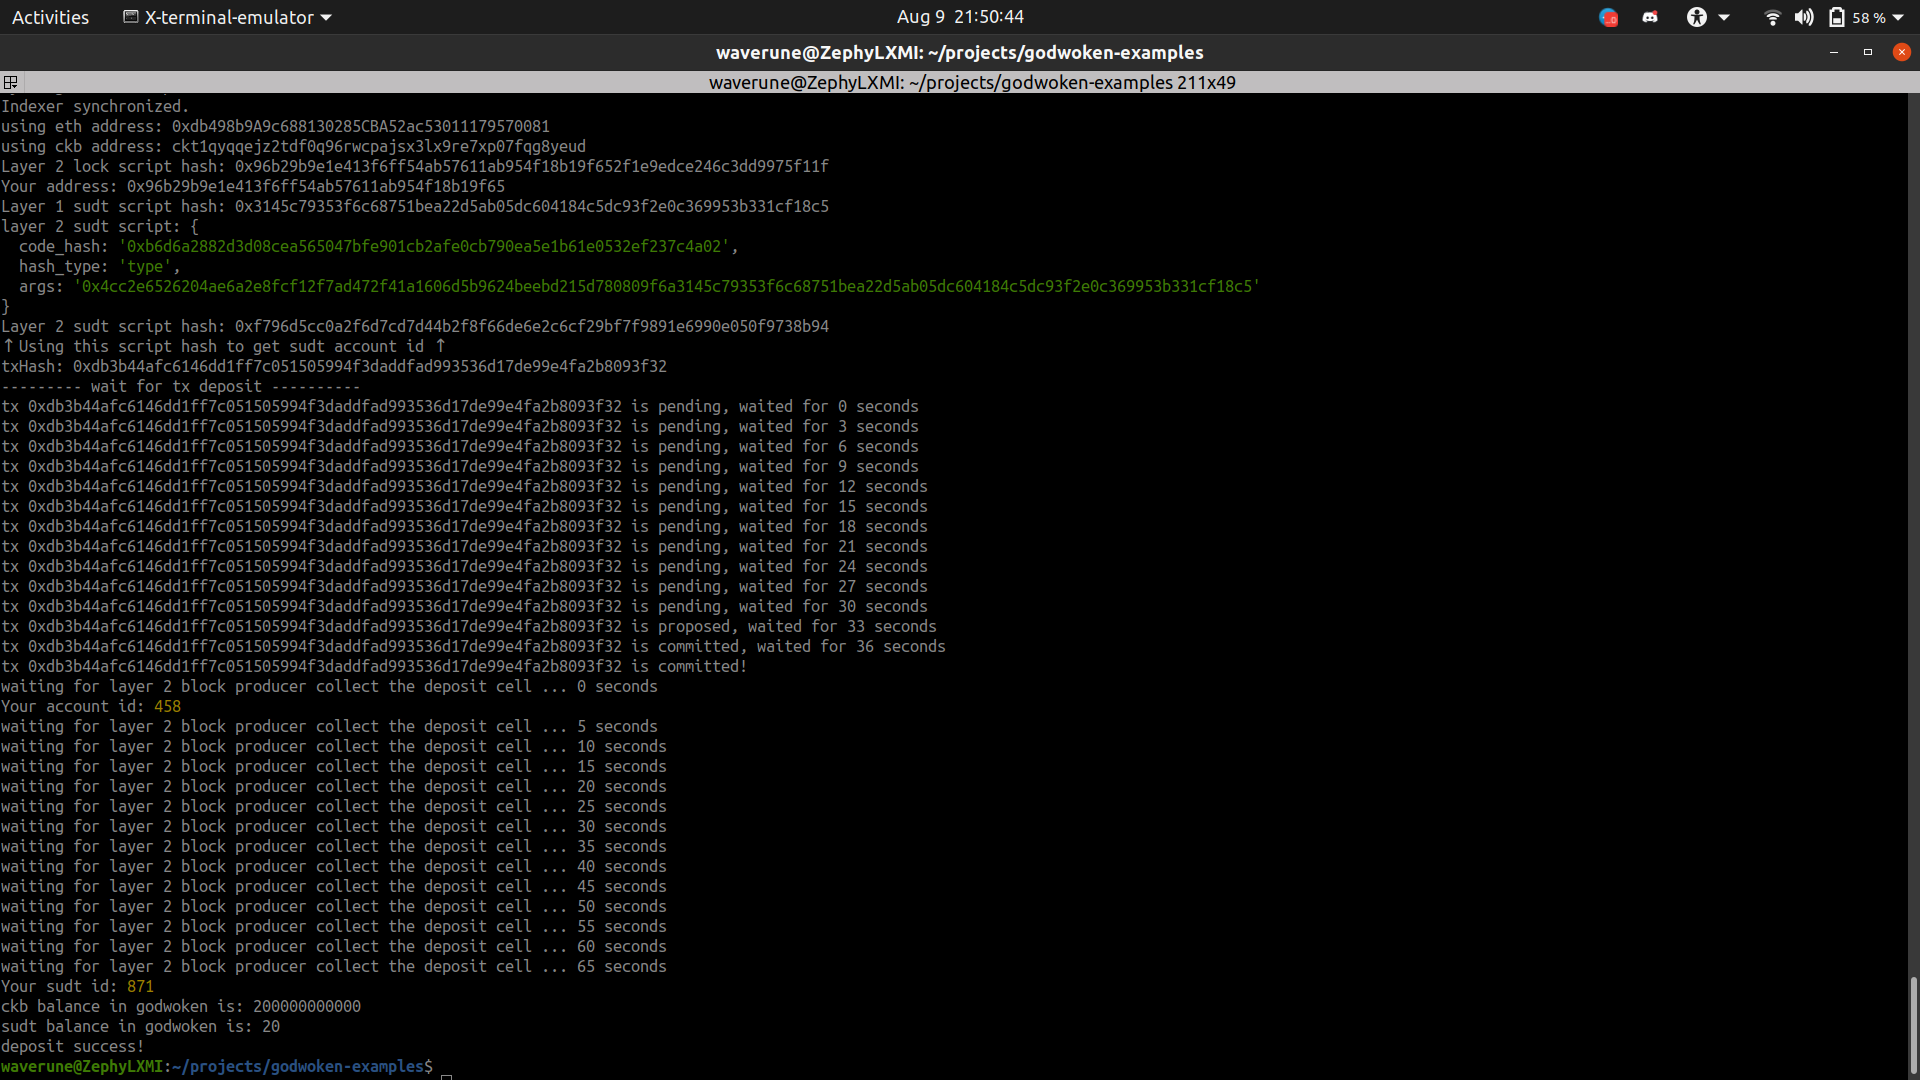 Activities
X-terminal-emulator
Aug 9 21:50:44
58 %
waverune@ZephyLXMI: ~/projects/godwoken-examples
waverune@ZephyLXMI: ~/projects/godwoken-examples 211x49
Indexer synchronized.
using eth address: 0xdb498b9A9c688130285CBA52ac53011179570081
using ckb address: ckt1qyqqejz2tdf0q96rwcpajsx3lx9re7xp07fqg8yeud
Layer 2 lock script hash: 0x96b29b9e1e413f6ff54ab57611ab954f18b19f652f1e9edce246c3dd9975f11f
Your address: 0x96b29b9e1e413f6ff54ab57611ab954f18b19f65
Layer 1 sudt script hash: 0x3145c79353f6c68751bea22d5ab05dc604184c5dc93f2e0c369953b331cf18c5
layer 2 sudt script: {
  code_hash: '0xb6d6a2882d3d08cea565047bfe901cb2afe0cb790ea5e1b61e0532ef237c4a02',
  hash_type: 'type',
  args: '0x4cc2e6526204ae6a2e8fcf12f7ad472f41a1606d5b9624beebd215d780809f6a3145c79353f6c68751bea22d5ab05dc604184c5dc93f2e0c369953b331cf18c5'
}
Layer 2 sudt script hash: 0xf796d5cc0a2f6d7cd7d44b2f8f66de6e2c6cf29bf7f9891e6990e050f9738b94
↑Using this script hash to get sudt account id ↑
txHash: 0xdb3b44afc6146dd1ff7c051505994f3daddfad993536d17de99e4fa2b8093f32
--------- wait for tx deposit ----------
tx 0xdb3b44afc6146dd1ff7c051505994f3daddfad993536d17de99e4fa2b8093f32 is pending, waited for 0 seconds
tx 0xdb3b44afc6146dd1ff7c051505994f3daddfad993536d17de99e4fa2b8093f32 is pending, waited for 3 seconds
tx 0xdb3b44afc6146dd1ff7c051505994f3daddfad993536d17de99e4fa2b8093f32 is pending, waited for 6 seconds
tx 0xdb3b44afc6146dd1ff7c051505994f3daddfad993536d17de99e4fa2b8093f32 is pending, waited for 9 seconds
tx 0xdb3b44afc6146dd1ff7c051505994f3daddfad993536d17de99e4fa2b8093f32 is pending, waited for 12 seconds
tx 0xdb3b44afc6146dd1ff7c051505994f3daddfad993536d17de99e4fa2b8093f32 is pending, waited for 15 seconds
tx 0xdb3b44afc6146dd1ff7c051505994f3daddfad993536d17de99e4fa2b8093f32 is pending, waited for 18 seconds
tx 0xdb3b44afc6146dd1ff7c051505994f3daddfad993536d17de99e4fa2b8093f32 is pending, waited for 21 seconds
tx 0xdb3b44afc6146dd1ff7c051505994f3daddfad993536d17de99e4fa2b8093f32 is pending, waited for 24 seconds
tx 0xdb3b44afc6146dd1ff7c051505994f3daddfad993536d17de99e4fa2b8093f32 is pending, waited for 27 seconds
tx 0xdb3b44afc6146dd1ff7c051505994f3daddfad993536d17de99e4fa2b8093f32 is pending, waited for 30 seconds
tx 0xdb3b44afc6146dd1ff7c051505994f3daddfad993536d17de99e4fa2b8093f32 is proposed, waited for 33 seconds
tx 0xdb3b44afc6146dd1ff7c051505994f3daddfad993536d17de99e4fa2b8093f32 is committed, waited for 36 seconds
tx 0xdb3b44afc6146dd1ff7c051505994f3daddfad993536d17de99e4fa2b8093f32 is committed!
waiting for layer 2 block producer collect the deposit cell ... 0 seconds
Your account id: 458
waiting for layer 2 block producer collect the deposit cell ... 5 seconds
waiting for layer 2 block producer collect the deposit cell ... 10 seconds
waiting for layer 2 block producer collect the deposit cell ... 15 seconds
waiting for layer 2 block producer collect the deposit cell ... 20 seconds
waiting for layer 2 block producer collect the deposit cell ... 25 seconds
waiting for layer 2 block producer collect the deposit cell ... 30 seconds
waiting for layer 2 block producer collect the deposit cell ... 35 seconds
waiting for layer 2 block producer collect the deposit cell ... 40 seconds
waiting for layer 2 block producer collect the deposit cell ... 45 seconds
waiting for layer 2 block producer collect the deposit cell ... 50 seconds
waiting for layer 2 block producer collect the deposit cell ... 55 seconds
waiting for layer 2 block producer collect the deposit cell ... 60 seconds
waiting for layer 2 block producer collect the deposit cell ... 65 seconds
Your sudt id: 871
ckb balance in godwoken is: 200000000000
sudt balance in godwoken is: 20
deposit success!
waverune@ZephyLXMI:~/projects/godwoken-examples$